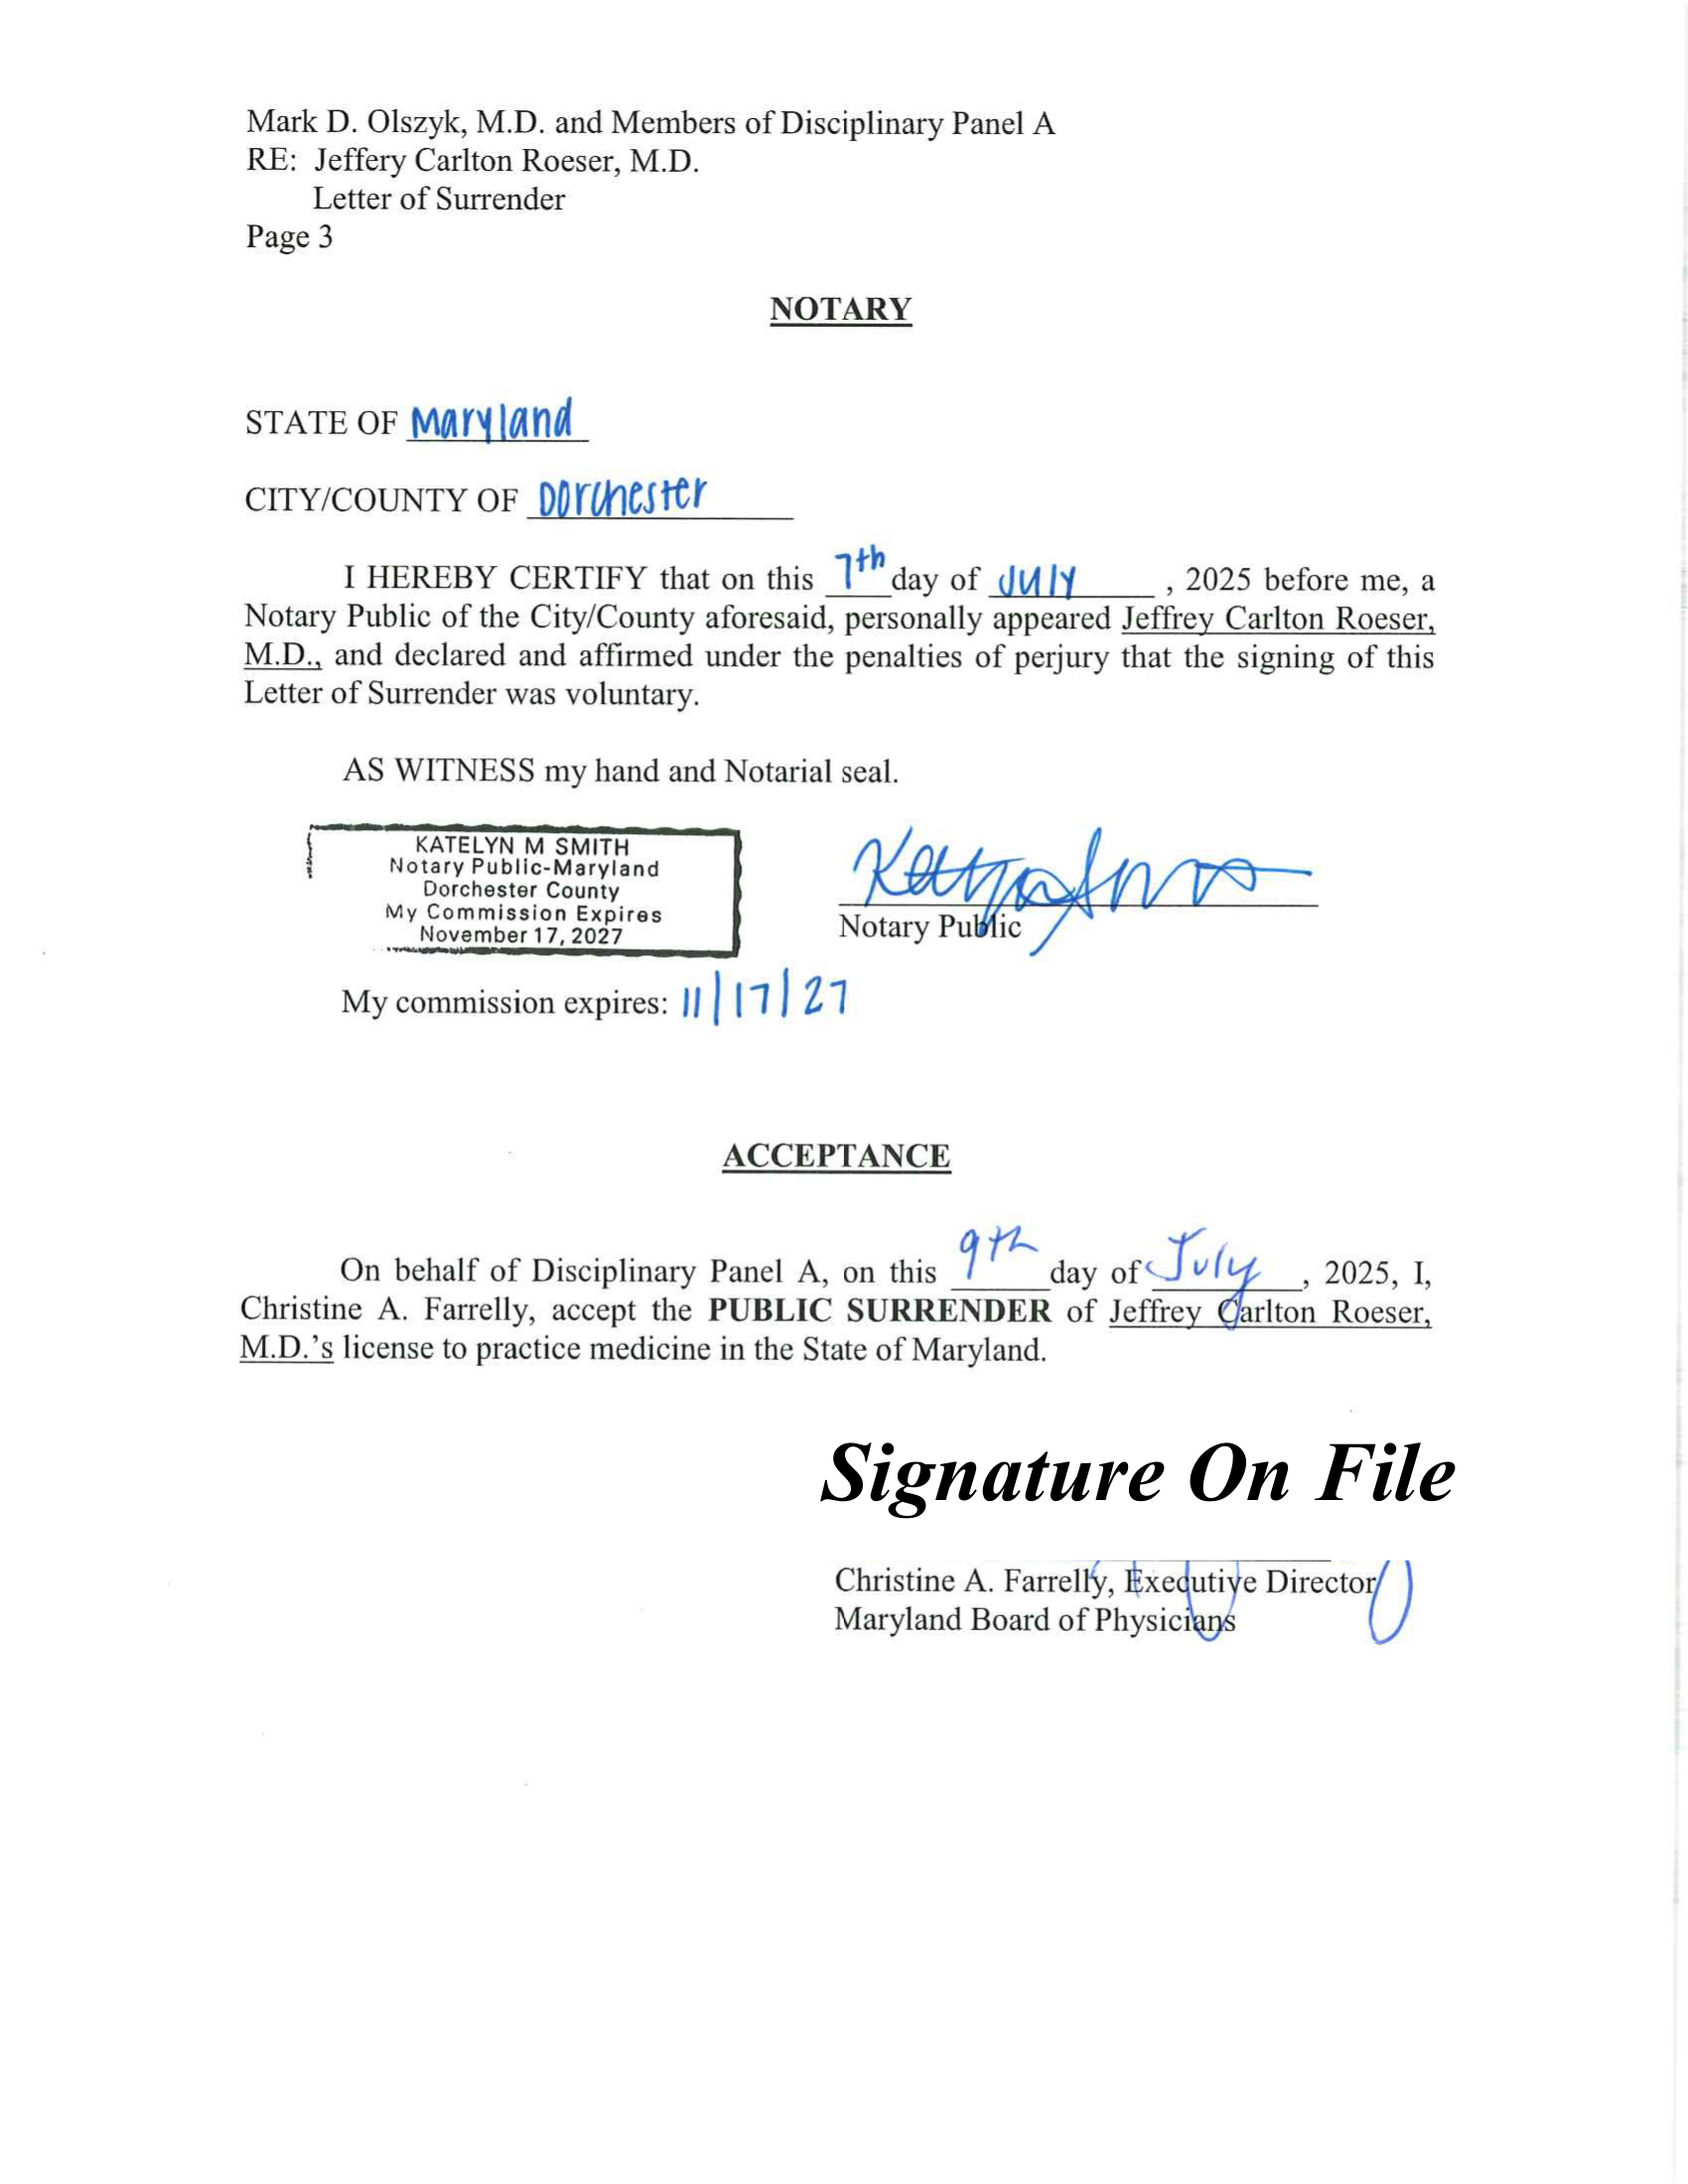 Mark D. Olszyk, M.D. and Members of Disciplinary Panel A
RE: Jeffery Carlton Roeser, M.D.
Letter of Surrender
Page 3
NOTARY
STATE OF Maryland
CITY/COUNTY OF Dorchester
I HEREBY CERTIFY that on this 7th day of July, 2025 before me, a
Notary Public of the City/County aforesaid, personally appeared Jeffrey Carlton Roeser,
M.D., and declared and affirmed under the penalties of perjury that the signing of this
Letter of Surrender was voluntary.
AS WITNESS my hand and Notarial seal.
KATELYN M SMITH
Notary Public-Maryland
Dorchester County
My Commission Expires
November 17, 2027
Notary Public
My commission expires: 11/17/27
ACCEPTANCE
On behalf of Disciplinary Panel A, on this 9th day of July, 2025, I,
Christine A. Farrelly, accept the PUBLIC SURRENDER of Jeffrey Carlton Roeser,
M.D.'s license to practice medicine in the State of Maryland.
Signature On File
Christine A. Farrelly, Executive Director
Maryland Board of Physicians